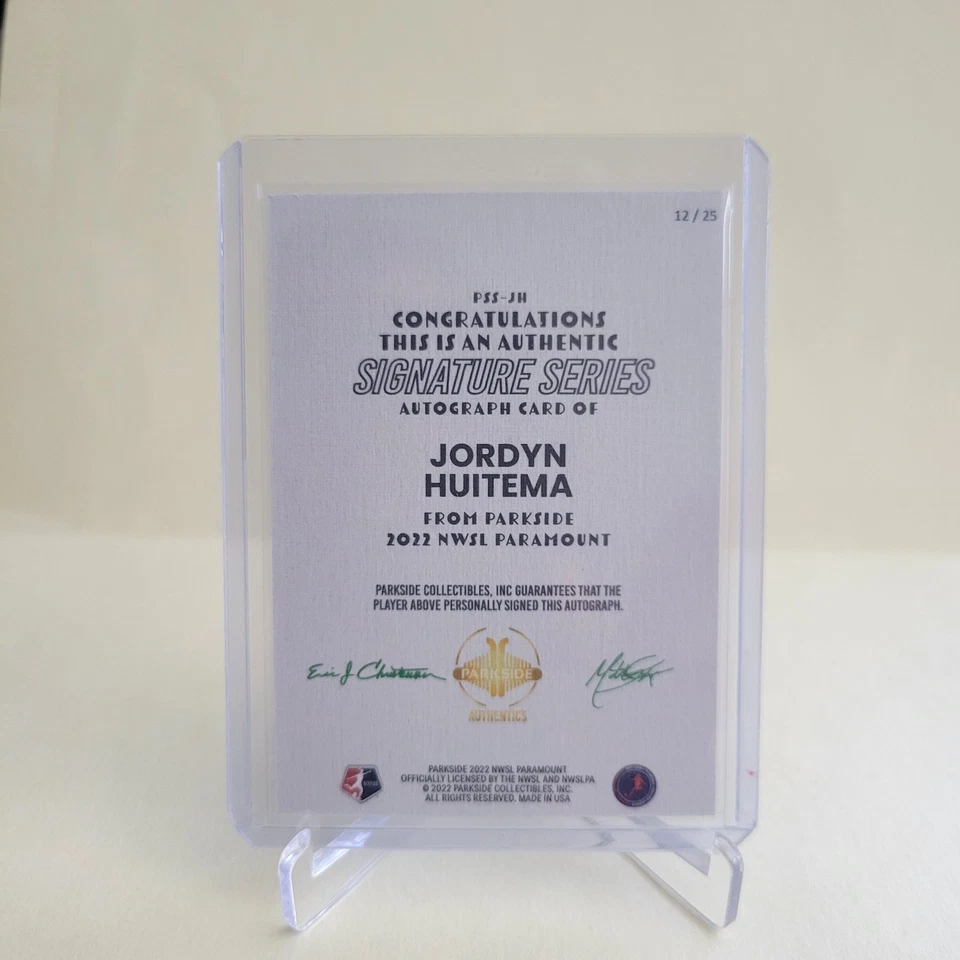 12 / 25
PSS-JH
CONGRATULATIONS
THIS IS AN AUTHENTIC
SIGNATURE SERIES
AUTOGRAPH CARD OF
JORDYN
HUITEMA
FROM PARKSIDE
2022 NWSL PARAMOUNT
PARKSIDE COLLECTIBLES, INC GUARANTEES THAT THE
PLAYER ABOVE PERSONALLY SIGNED THIS AUTOGRAPH.
Eric J
PARKSIDE
AUTHENTICS
PARKSIDE 2022 NWSL PARAMOUNT
OFFICIALLY LICENSED BY THE NWSL AND NWSLPA
© 2022 PARKSIDE COLLECTIBLES, INC.
ALL RIGHTS RESERVED. MADE IN USA